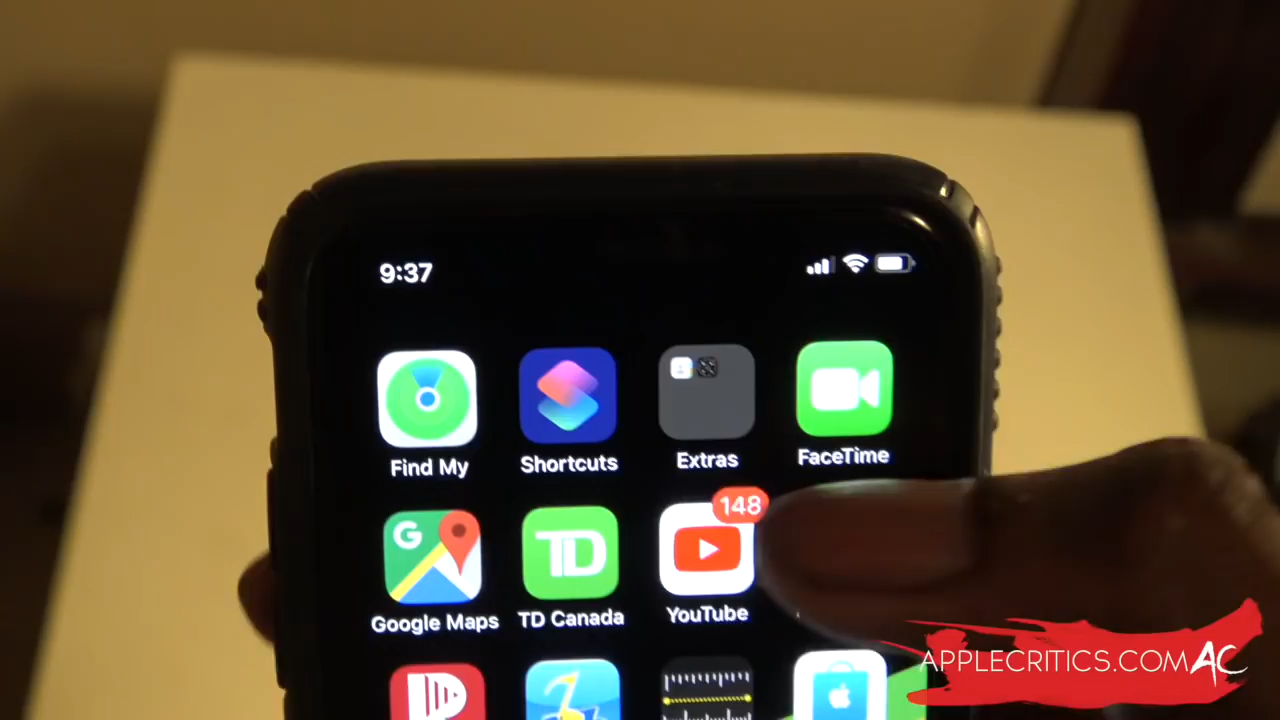 9:37
Find My
Shortcuts
Extras
FaceTime
148
G
TD
Google Maps
TD Canada
YouTube
APPLECRITICS.COM AC